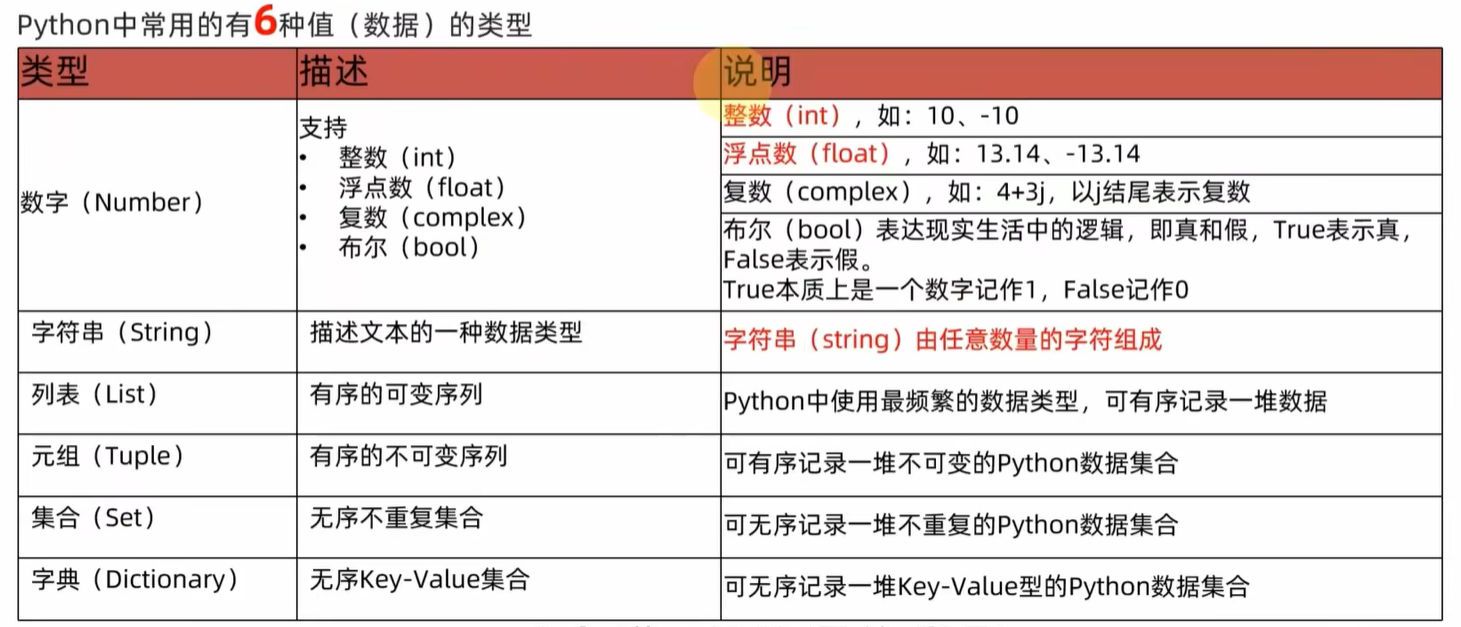 Python中常用的有6种值（数据）的类型
类型 描述 说明
数字（Number）
支持
• 整数（int）
• 浮点数（float）
• 复数（complex）
• 布尔（bool）
整数（int），如：10、-10
浮点数（float），如：13.14、-13.14
复数（complex），如：4+3j，以j结尾表示复数
布尔（bool）表达现实生活中的逻辑，即真和假，True表示真，
False表示假。
True本质上是一个数字记作1，False记作0
字符串（String） 描述文本的一种数据类型 字符串（string）由任意数量的字符组成
列表（List） 有序的可变序列 Python中使用最频繁的数据类型，可有序记录一堆数据
元组（Tuple） 有序的不可变序列 可有序记录一堆不可变的Python数据集合
集合（Set） 无序不重复集合 可无序记录一堆不重复的Python数据集合
字典（Dictionary） 无序Key-Value集合 可无序记录一堆Key-Value型的Python数据集合